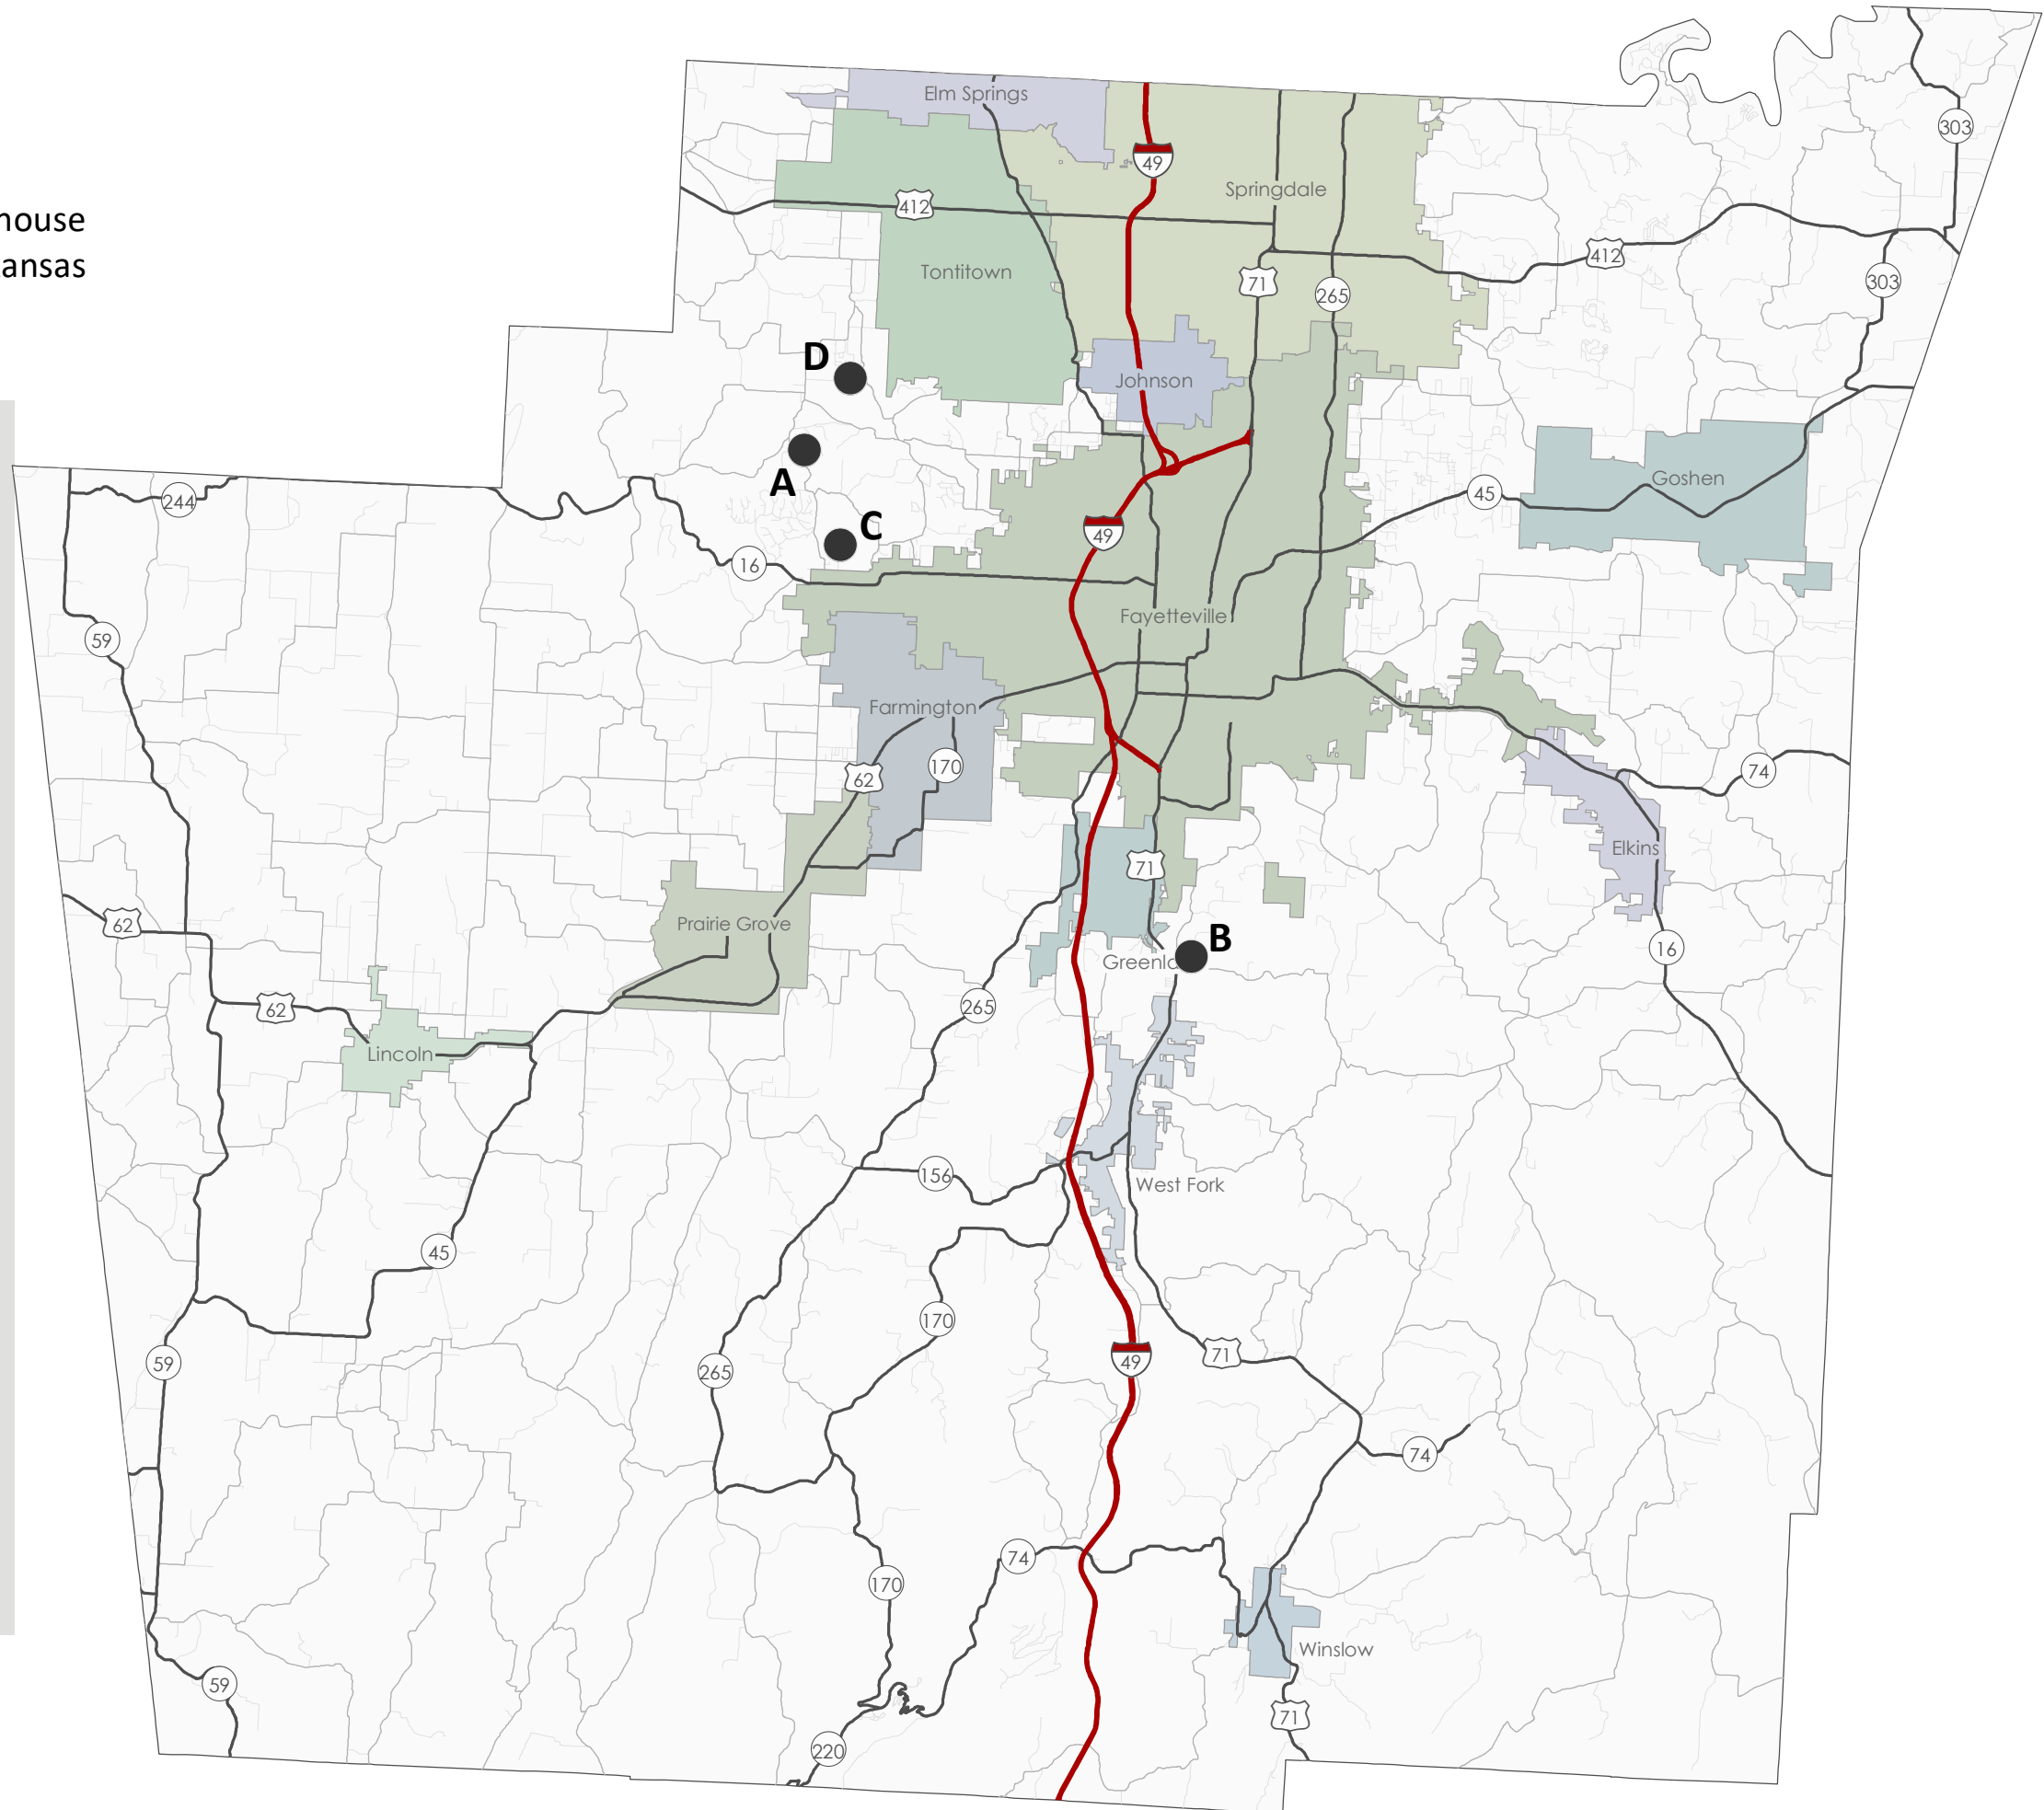 house
ansas
Elm Springs
303
49
Springdale
412
Tontitown
412
71
265
303
D
Johnson
A
Goshen
244
45
C
49
16
Fayetteville
59
Farmington
62
170
74
71
Elkins
62
Prairie Grove
B
16
Greenla
265
62
Lincoln
156
West Fork
45
170
59
265
49
71
74
74
170
Winslow
59
71
220